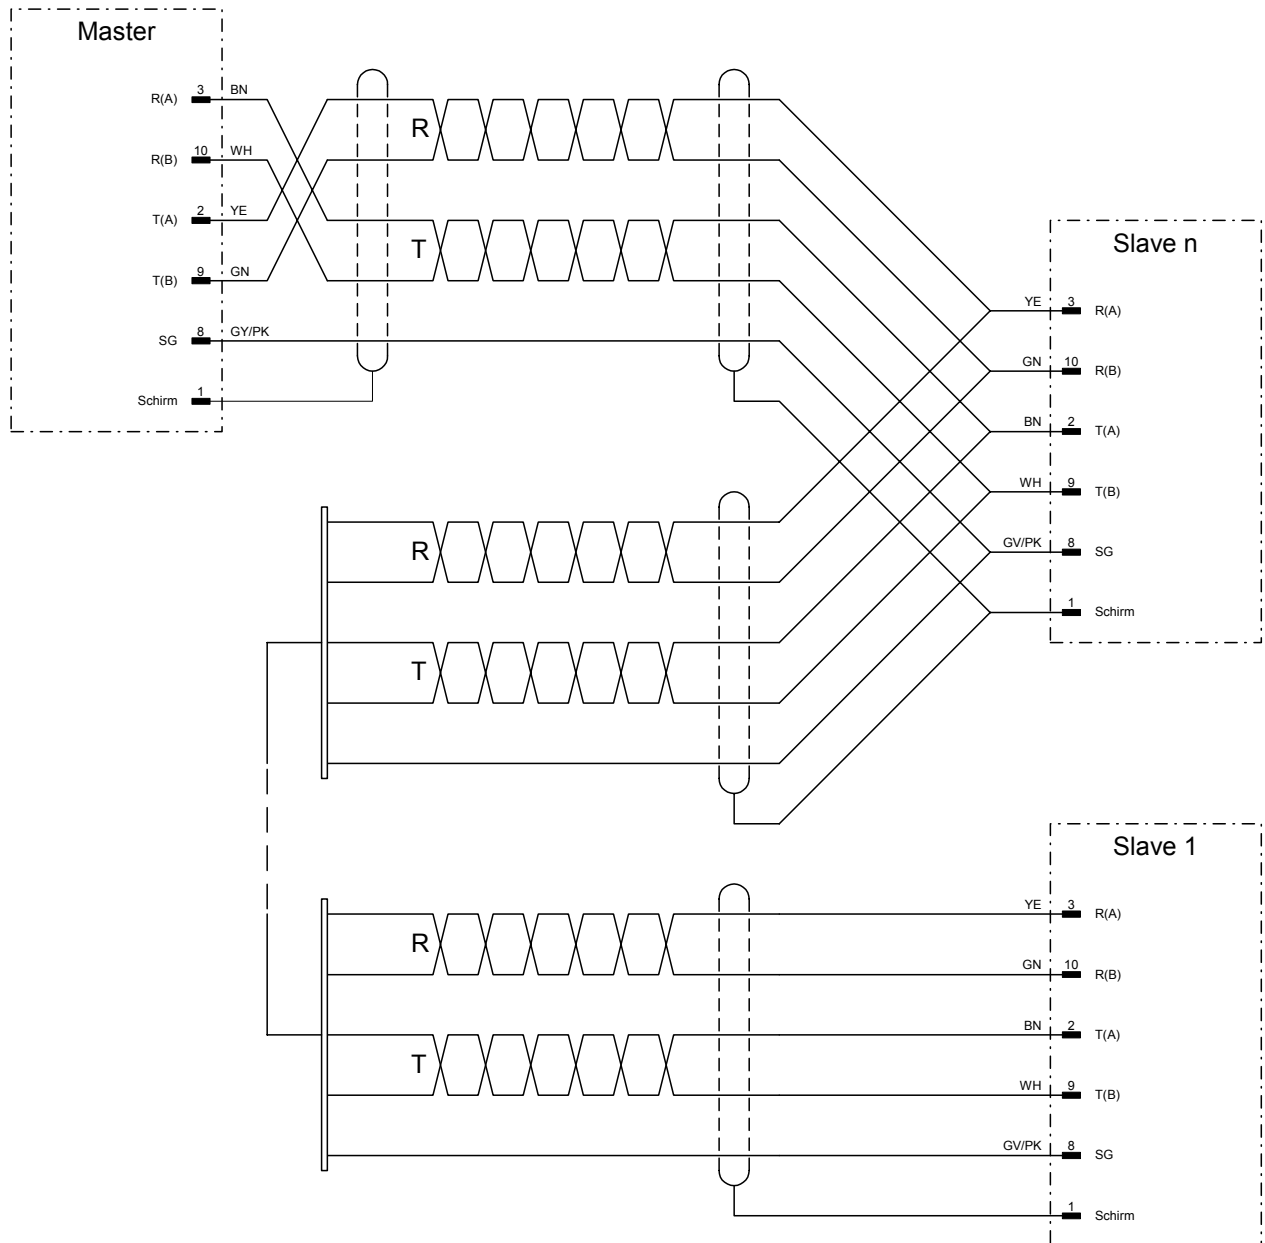 Master
R(A) 3 BN
R(B) 10 WH
T(A) 2 YE
T(B) 9 GN
SG 8 GY/PK
Schirm 1
R
T
Slave n
YE 3 R(A)
GN 10 R(B)
BN 2 T(A)
WH 9 T(B)
GV/PK 8 SG
1 Schirm
R
T
Slave 1
YE 3 R(A)
GN 10 R(B)
BN 2 T(A)
WH 9 T(B)
GV/PK 8 SG
1 Schirm
R
T